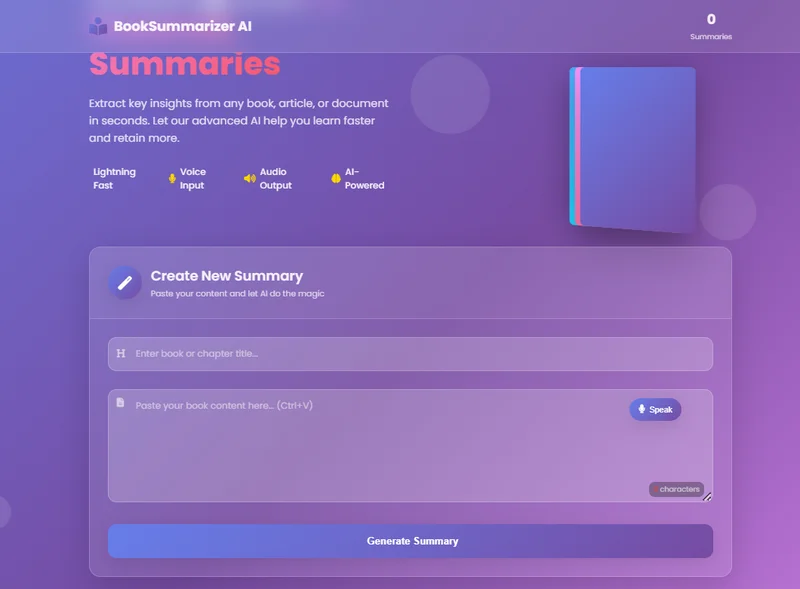 BookSummarizer AI
0
Summaries
Summaries
Extract key insights from any book, article, or document
in seconds. Let our advanced AI help you learn faster
and retain more.
Lightning
Fast
Voice
Input
Audio
Output
AI-
Powered
Create New Summary
Paste your content and let AI do the magic
H
Enter book or chapter title...
Paste your book content here... (Ctrl+V)
Speak
characters
Generate Summary